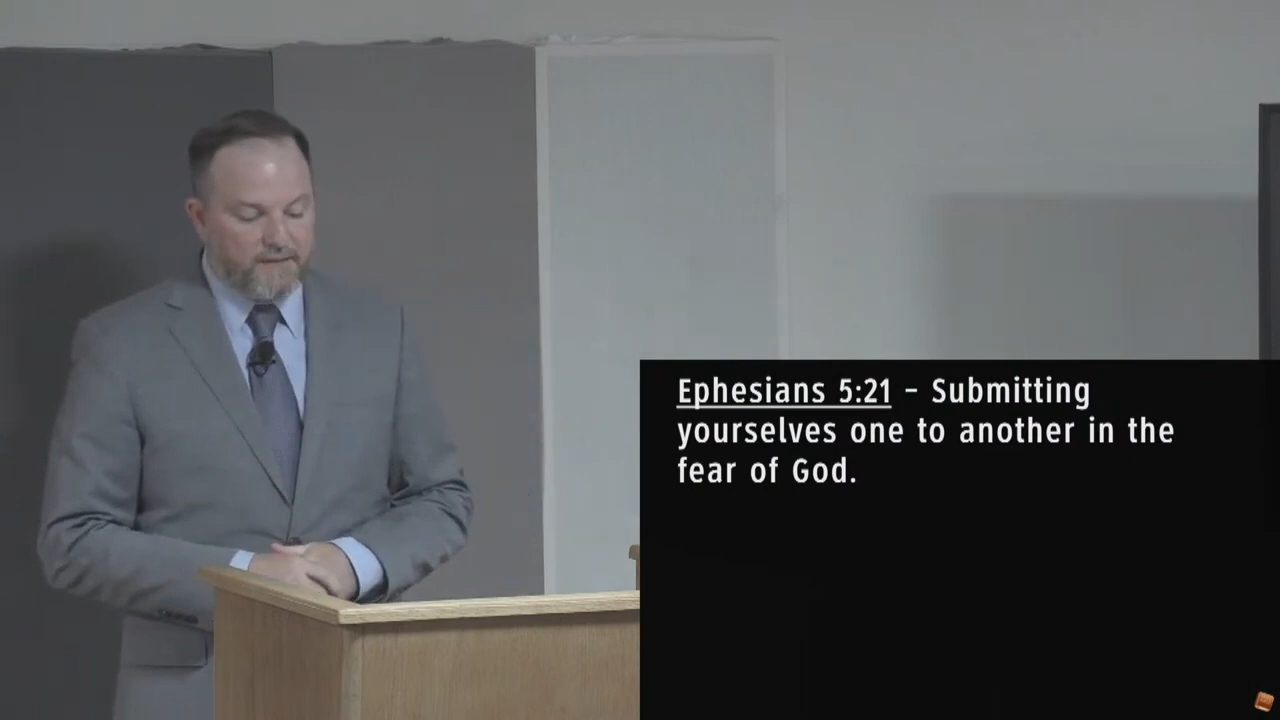 Ephesians 5:21 - Submitting
yourselves one to another in the
fear of God.